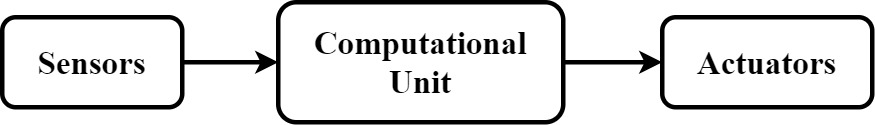 Sensors
Computational
Unit
Actuators